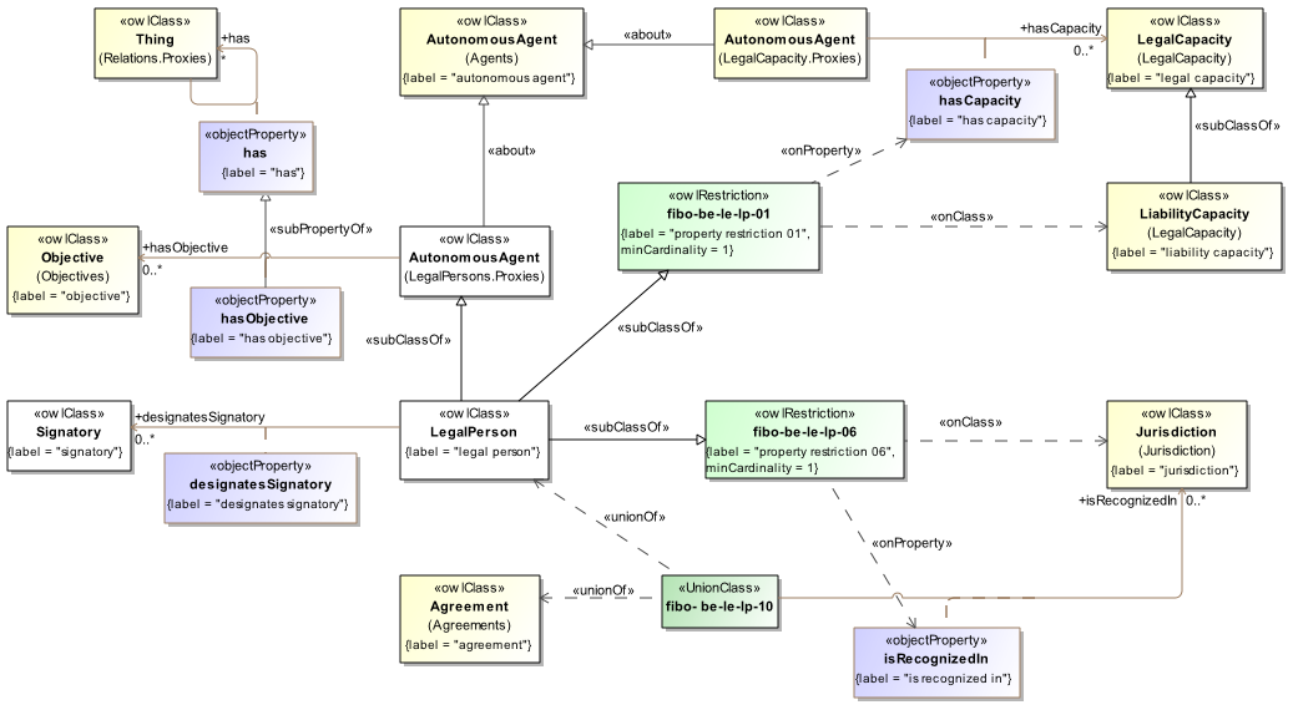 «owlClass»
Thing
(Relations.Proxies)
+has
*
«objectProperty»
has
{label = "has"}
«owlClass»
AutonomousAgent
(Agents)
{label = "autonomous agent"}
«about»
«owlClass»
AutonomousAgent
(LegalCapacity.Proxies)
+hasCapacity
0..*
«owlClass»
LegalCapacity
(LegalCapacity)
{label = "legal capacity"}
«objectProperty»
hasCapacity
{label = "has capacity"}
«subClassOf»
«about»
«onProperty»
«owlRestriction»
fibo-be-le-lp-01
{label = "property restriction 01",
minCardinality = 1}
«onClass»
«owlClass»
LiabilityCapacity
(LegalCapacity)
{label = "liability capacity"}
«subPropertyOf»
«owlClass»
Objective
(Objectives)
{label = "objective"}
+hasObjective
0..*
«owlClass»
AutonomousAgent
(LegalPersons.Proxies)
«objectProperty»
hasObjective
{label = "has objective"}
«subClassOf»
«subClassOf»
«owlClass»
Signatory
{label = "signatory"}
+designatesSignatory
0..*
«objectProperty»
designatesSignatory
{label = "designates signatory"}
«owlClass»
LegalPerson
{label = "legal person"}
«subClassOf»
«owlRestriction»
fibo-be-le-lp-06
{label = "property restriction 06",
minCardinality = 1}
«onClass»
«owlClass»
Jurisdiction
(Jurisdiction)
{label = "jurisdiction"}
+isRecognizedIn
0..*
«unionOf»
«onProperty»
«owlClass»
Agreement
(Agreements)
{label = "agreement"}
«unionOf»
«UnionClass»
fibo- be-le-lp-10
«objectProperty»
isRecognizedIn
{label = "is recognized in"}